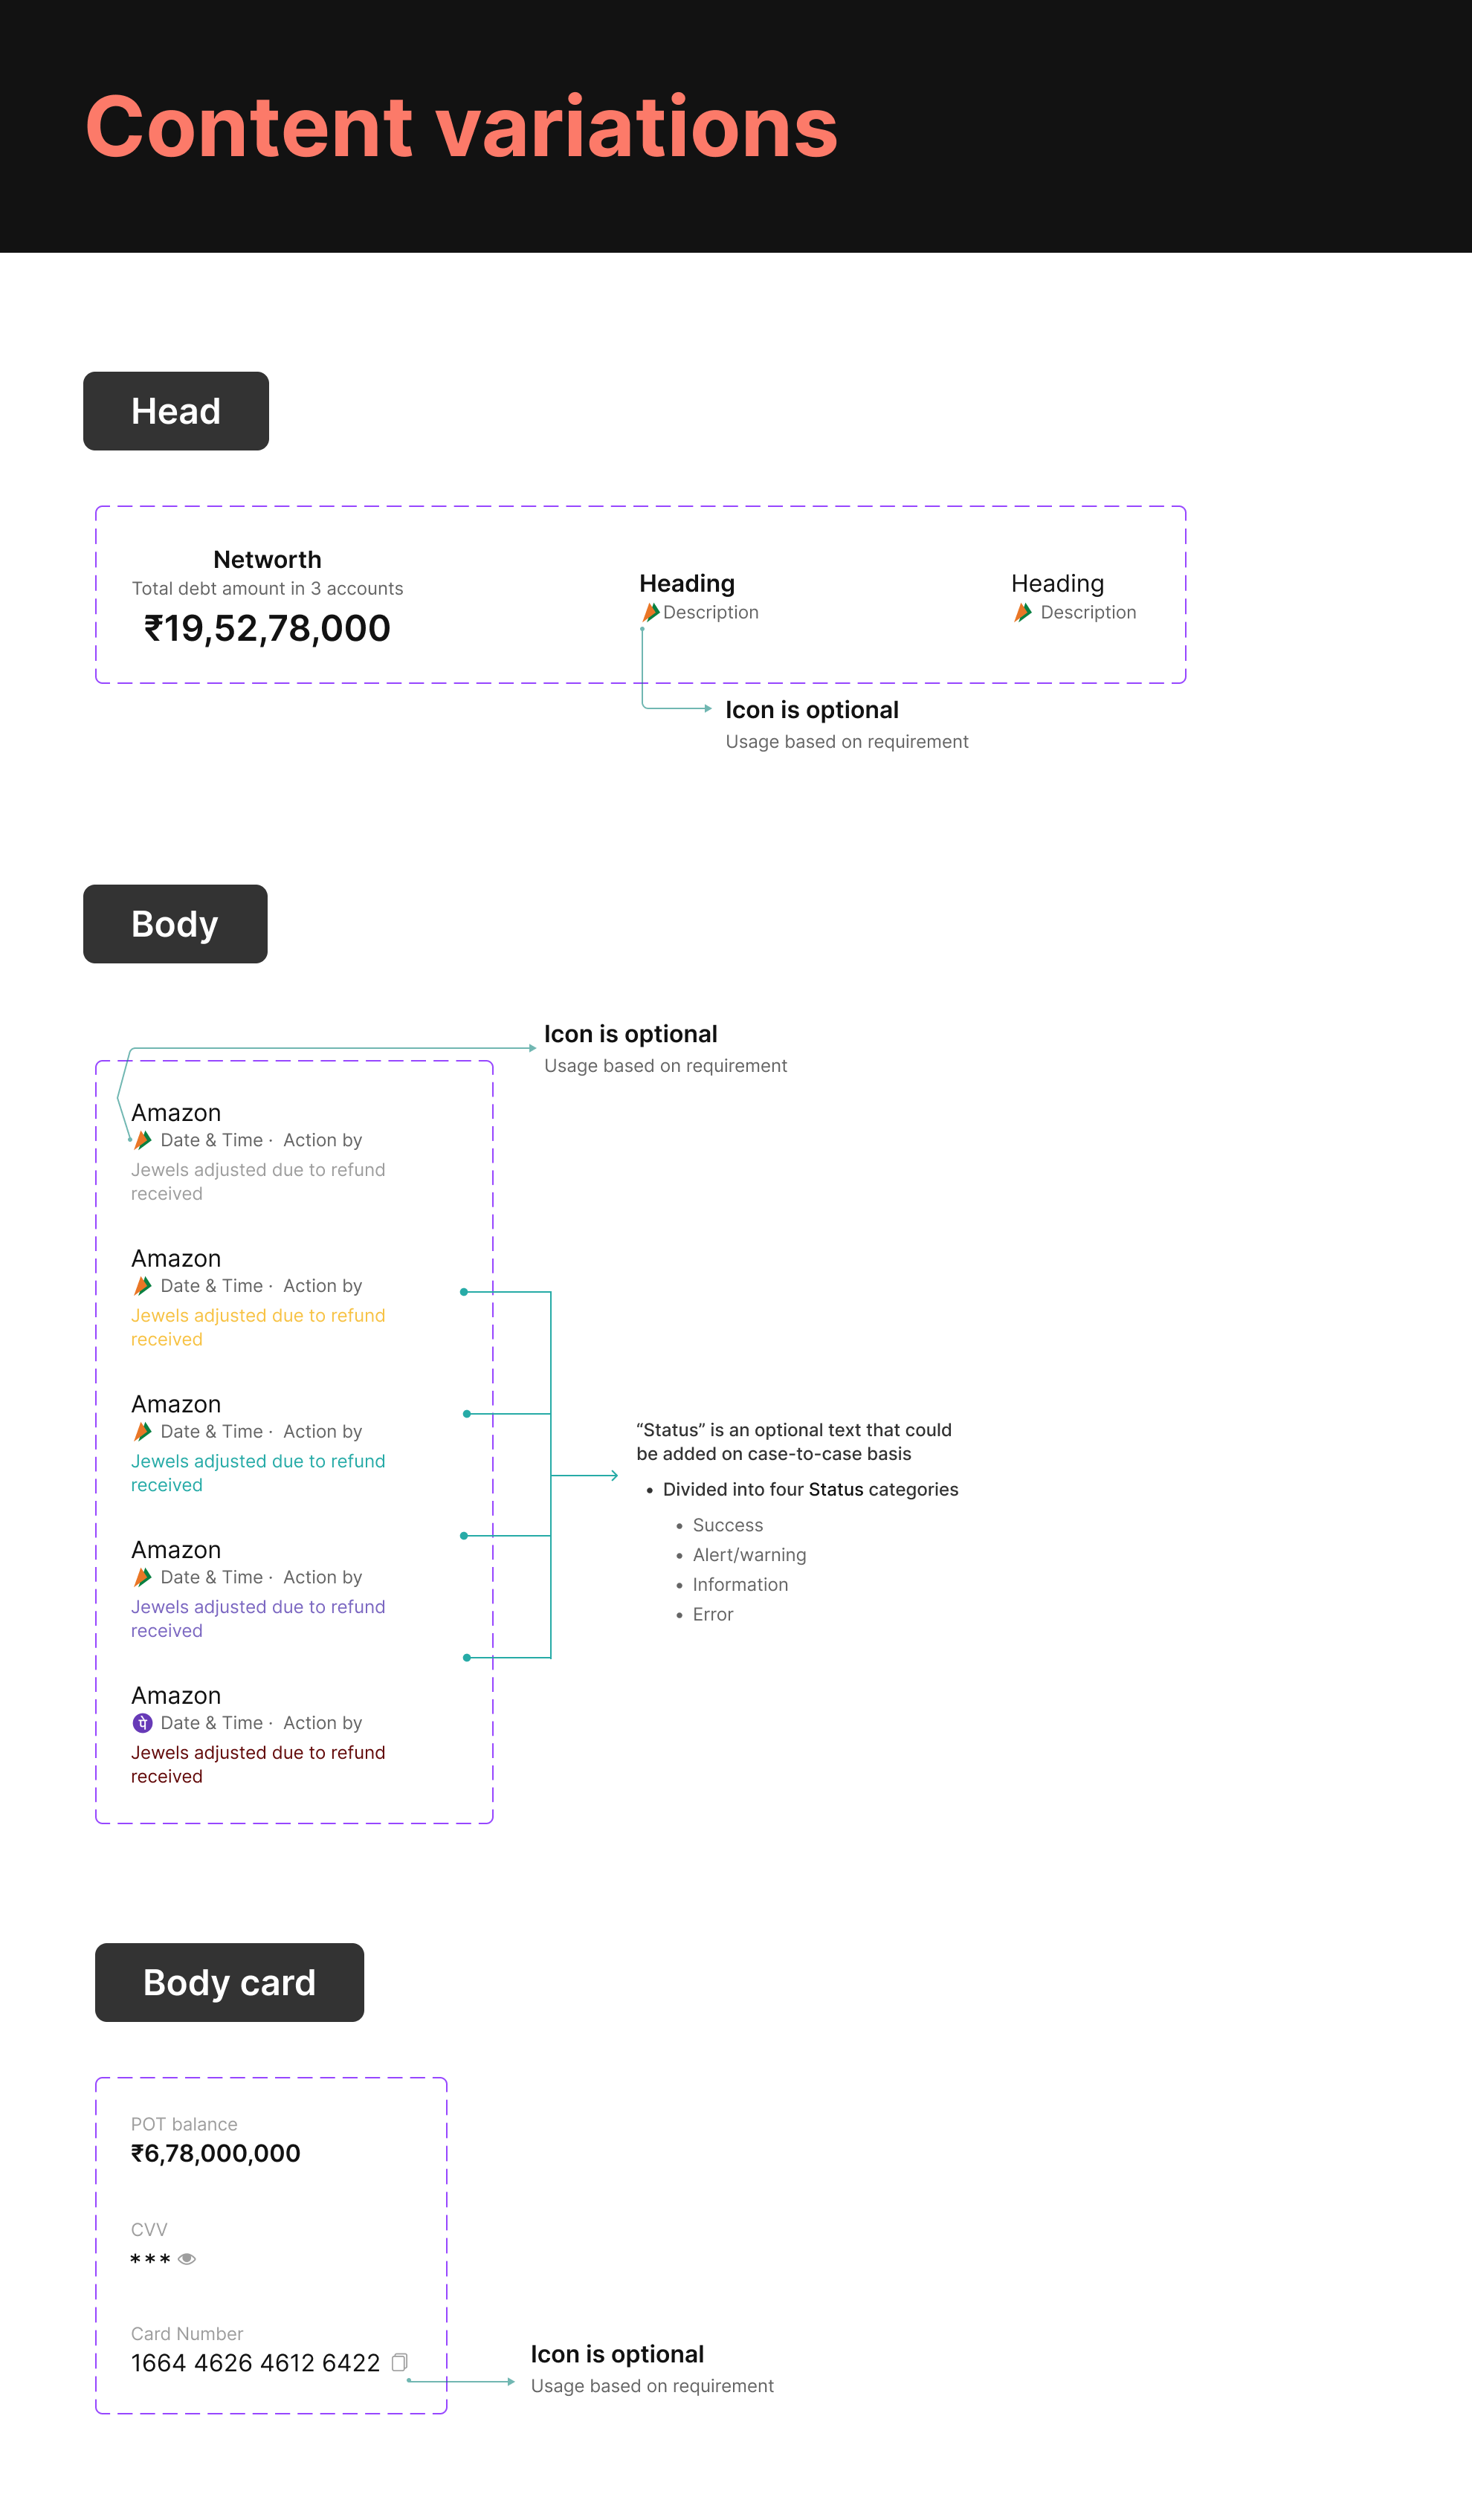 Content variations
Head
Networth
Total debt amount in 3 accounts
₹19,52,78,000
Heading
Description
Heading
Description
Icon is optional
Usage based on requirement
Body
Icon is optional
Usage based on requirement
Amazon
Date & Time · Action by
Jewels adjusted due to refund
received
Amazon
Date & Time · Action by
Jewels adjusted due to refund
received
Amazon
Date & Time · Action by
Jewels adjusted due to refund
received
Amazon
Date & Time · Action by
Jewels adjusted due to refund
received
Amazon
पे Date & Time · Action by
Jewels adjusted due to refund
received
“Status” is an optional text that could
be added on case-to-case basis
• Divided into four Status categories
• Success
• Alert/warning
• Information
• Error
Body card
POT balance
₹6,78,000,000
CVV
***
Card Number
1664 4626 4612 6422
Icon is optional
Usage based on requirement